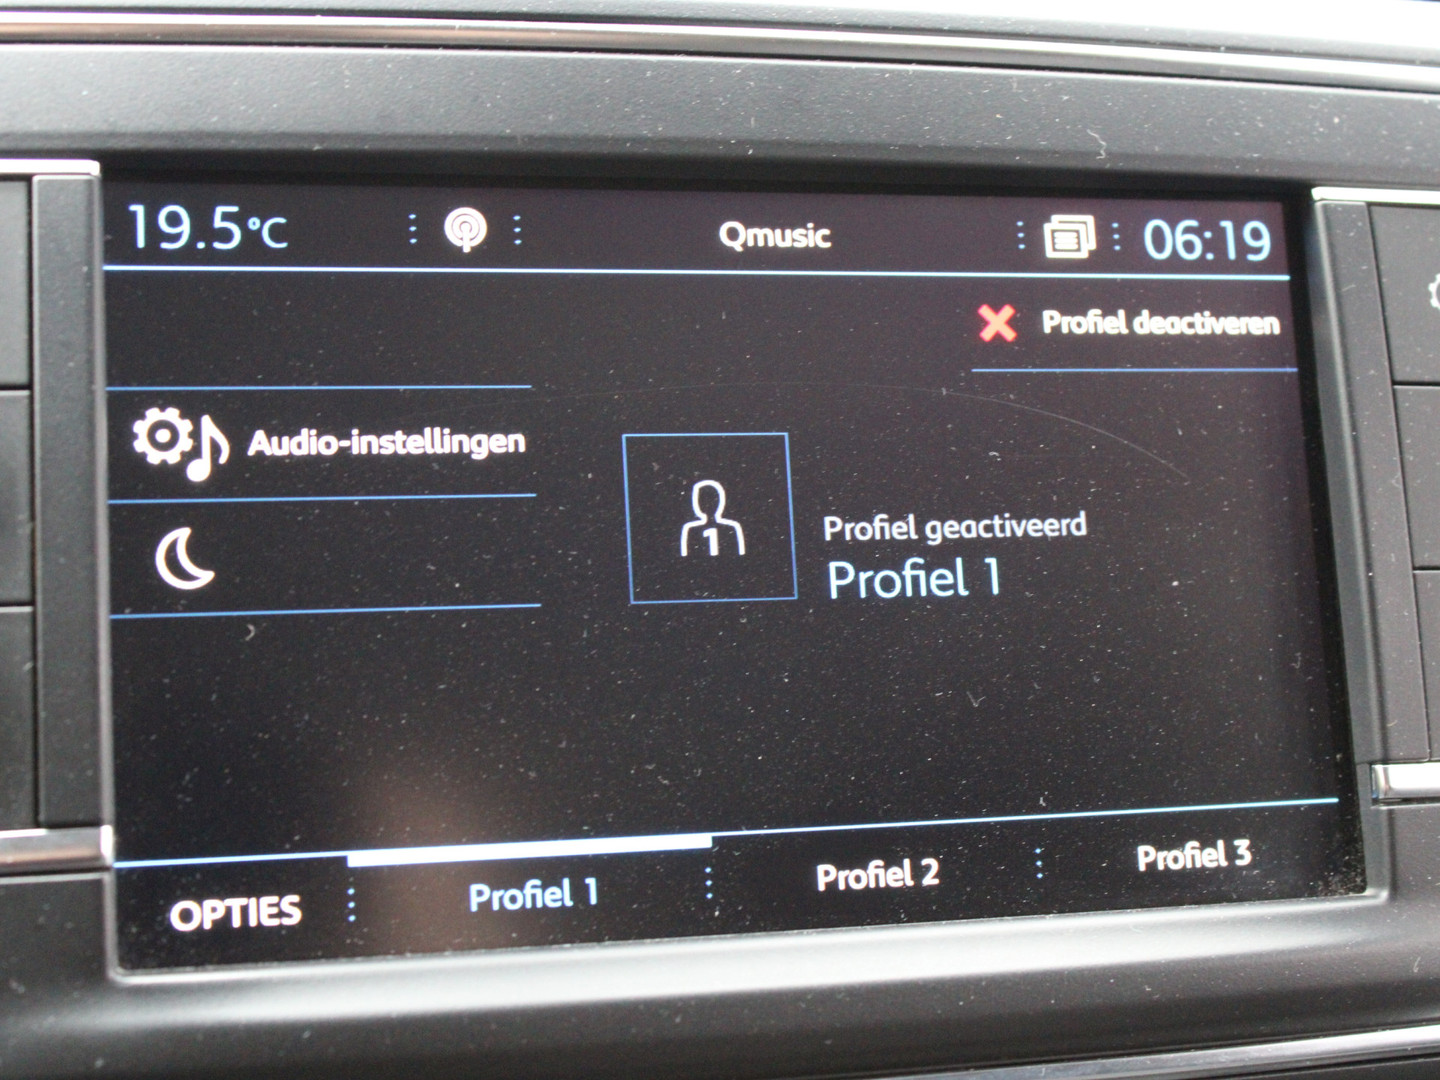 19.5°C Qmusic 06:19
Profiel deactiveren
Audio-instellingen
1
Profiel geactiveerd
Profiel 1
OPTIES Profiel 1 Profiel 2 Profiel 3